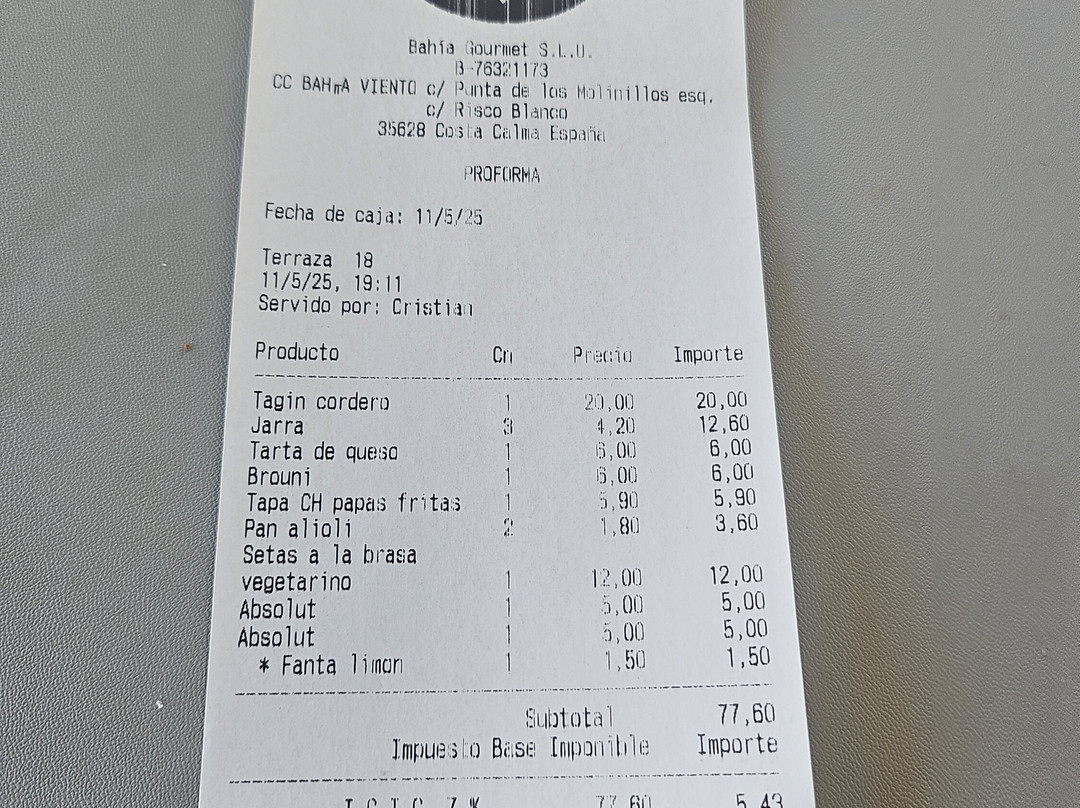 Bahía Gourmet S.L.U.
B-76321173
CC BAHπA VIENTO c/ Punta de los Molinillos esq.
c/ Risco Blanco
35628 Costa Calma España
PROFORMA
Fecha de caja: 11/5/25
Terraza 18
11/5/25, 19:11
Servido por: Cristian
Producto Cn Precio Importe
Tagin cordero 1 20,00 20,00
Jarra 3 4,20 12,60
Tarta de queso 1 6,00 6,00
Brouni 1 6,00 6,00
Tapa CH papas fritas 1 5,90 5,90
Pan alioli 2 1,80 3,60
Setas a la brasa
vegetarino 1 12,00 12,00
Absolut 1 5,00 5,00
Absolut 1 5,00 5,00
* Fanta limon 1 1,50 1,50
Subtotal 77,60
Impuesto Base Imponible Importe
77,60 5,43